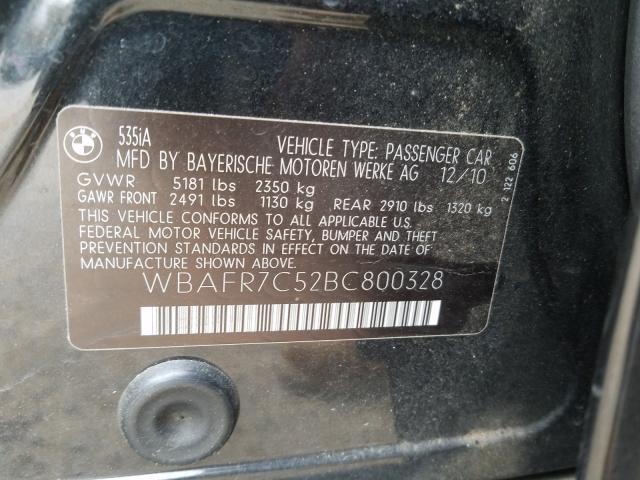 BMW
535iA
VEHICLE TYPE: PASSENGER CAR
MFD BY BAYERISCHE MOTOREN WERKE AG 12/10
GVWR 5181 lbs 2350 kg
GAWR FRONT 2491 lbs 1130 kg REAR 2910 lbs 1320 kg
THIS VEHICLE CONFORMS TO ALL APPLICABLE U.S.
FEDERAL MOTOR VEHICLE SAFETY, BUMPER AND THEFT
PREVENTION STANDARDS IN EFFECT ON THE DATE OF
MANUFACTURE SHOWN ABOVE.
WBAFR7C52BC800328
2 122 606